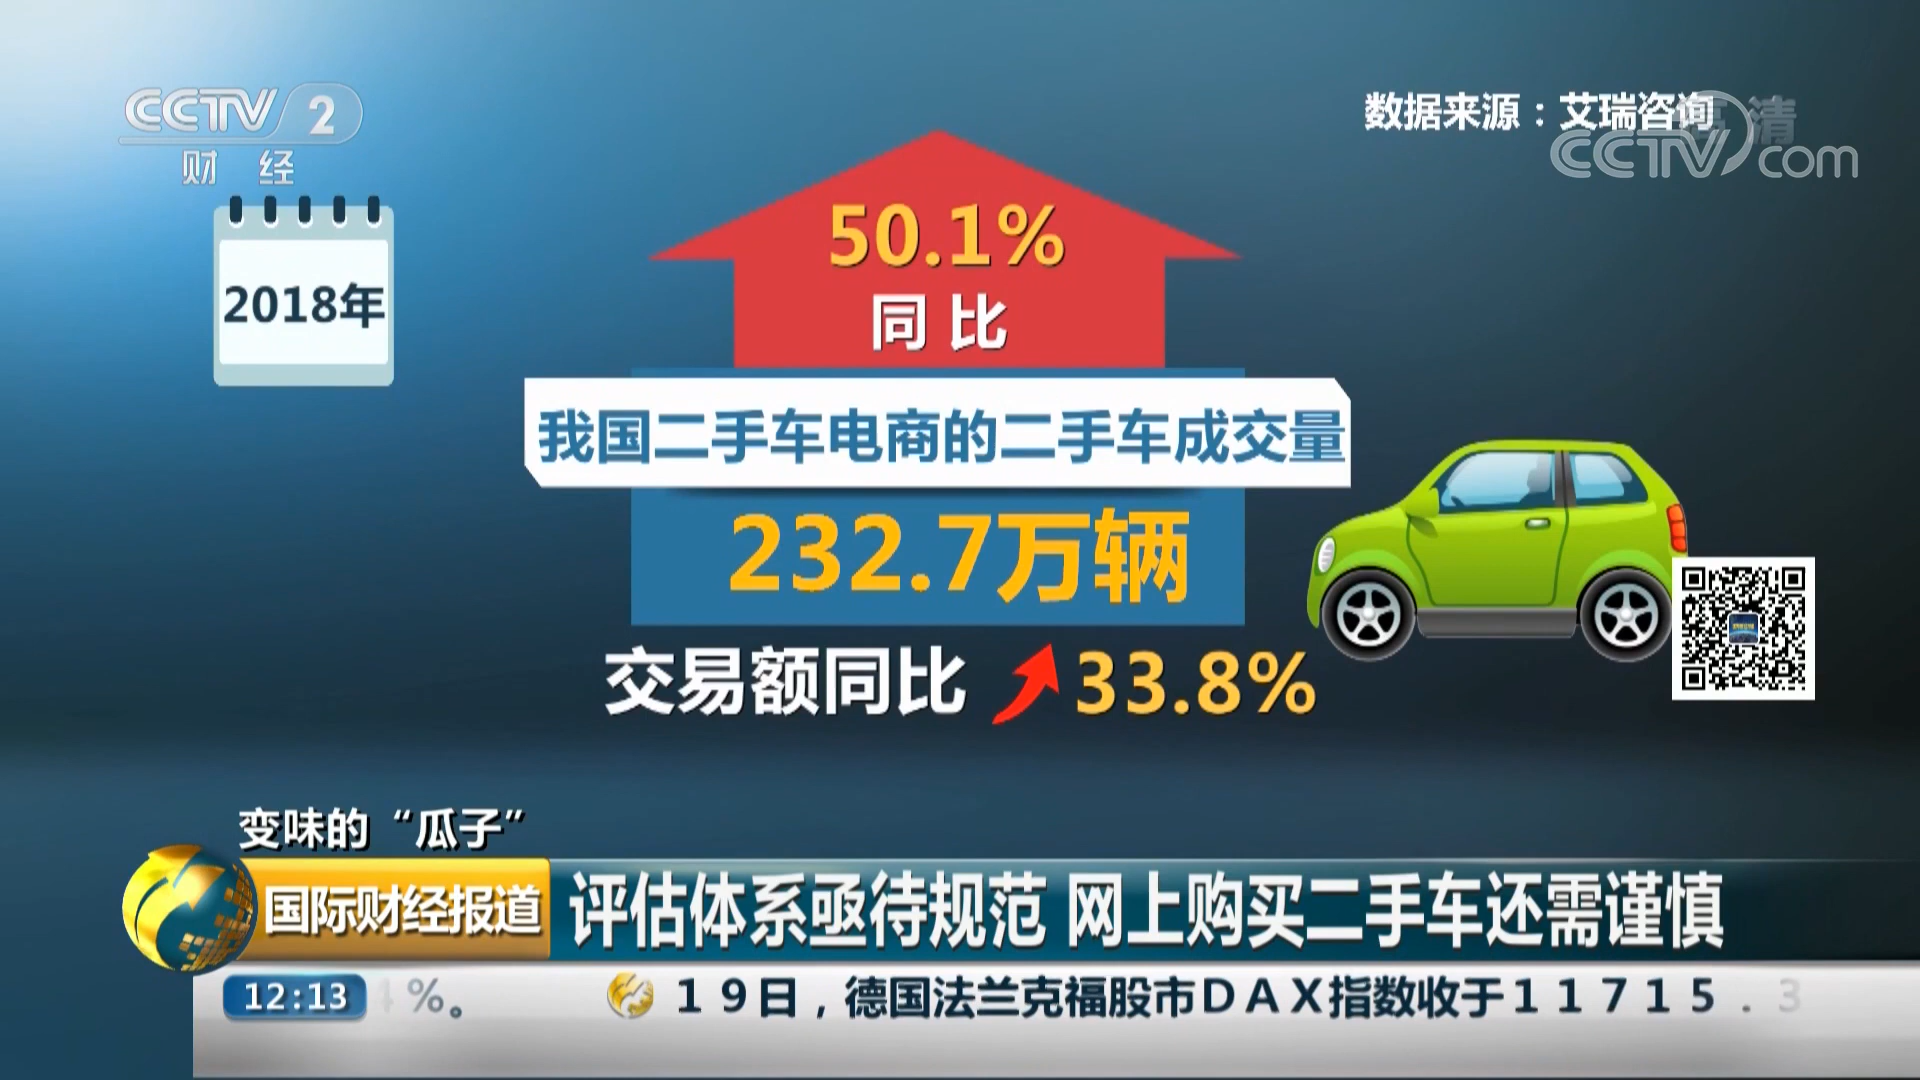 CCTV 2
财 经
数据来源：艾瑞咨询
高清
CCTV com
2018年
50.1%
同比
我国二手车电商的二手车成交量
232.7万辆
交易额同比 33.8%
变味的“瓜子”
国际财经报道
评估体系亟待规范 网上购买二手车还需谨慎
12:13
4%。 19日，德国法兰克福股市DAX指数收于11715.3